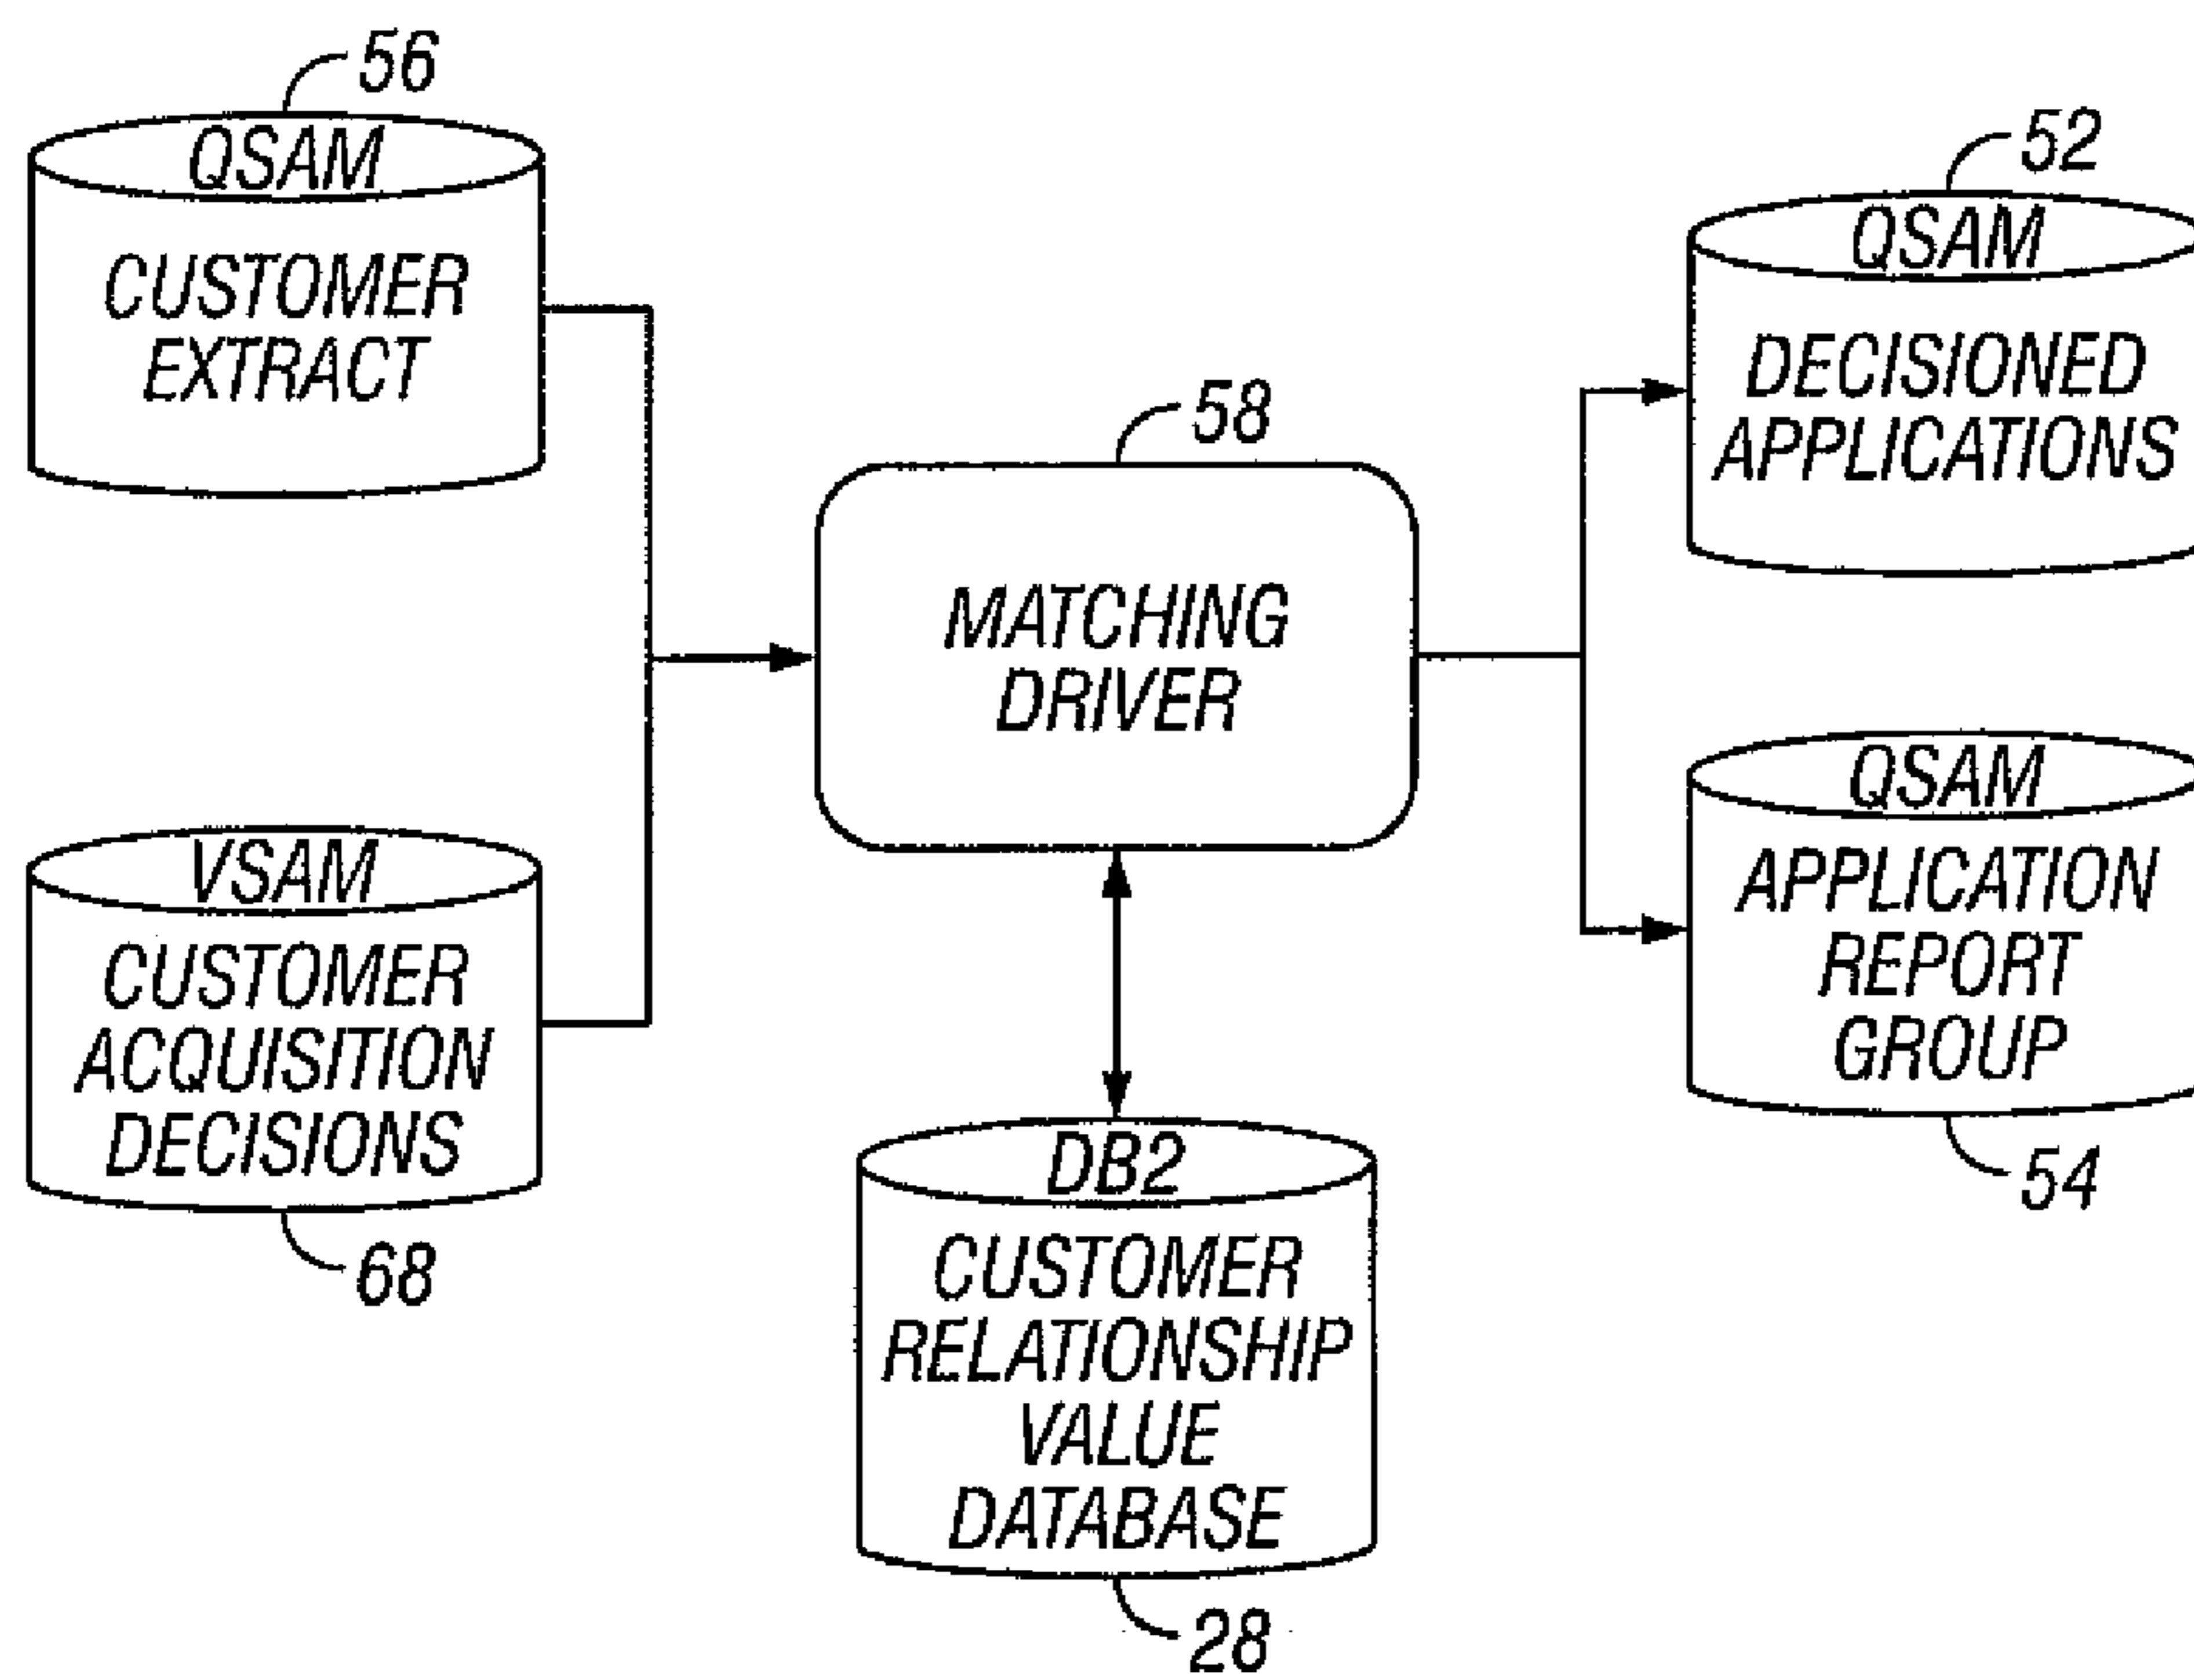 56
QSAM
CUSTOMER
EXTRACT
52
QSAM
DECISIONED
APPLICATIONS
58
MATCHING
DRIVER
VSAM
CUSTOMER
ACQUISITION
DECISIONS
68
QSAM
APPLICATION
REPORT
GROUP
54
DB2
CUSTOMER
RELATIONSHIP
VALUE
DATABASE
28